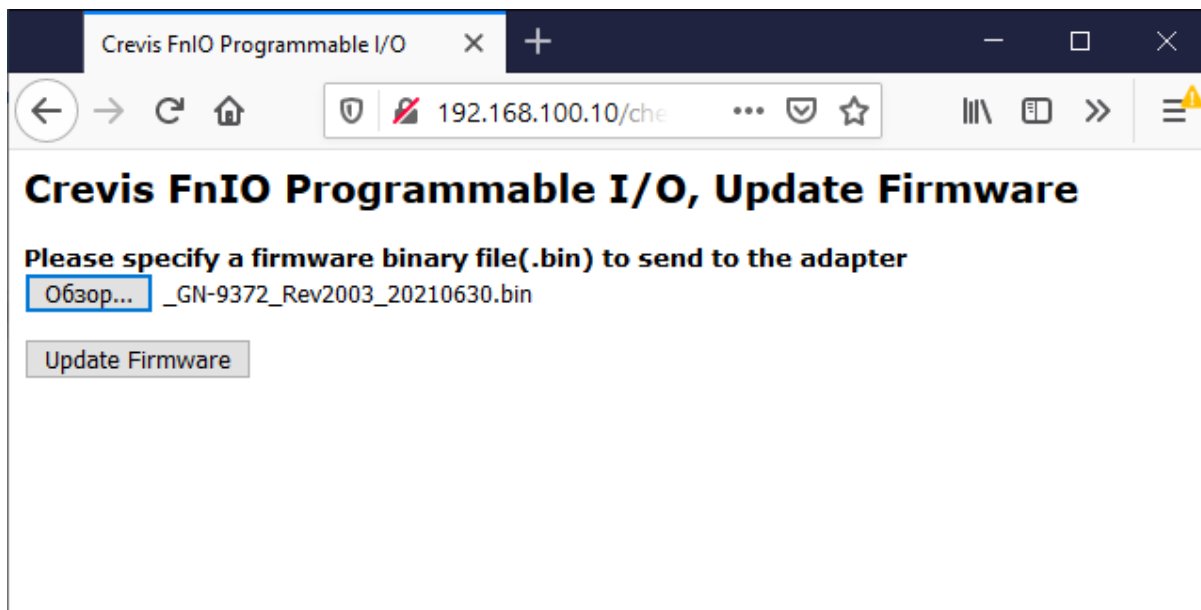 Crevis FnIO Programmable I/O
192.168.100.10/che
Crevis FnIO Programmable I/O, Update Firmware
Please specify a firmware binary file(.bin) to send to the adapter
Обзор... _GN-9372_Rev2003_20210630.bin
Update Firmware